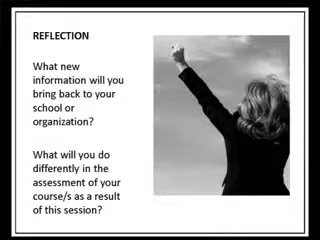 REFLECTION
What new
information will you
bring back to your
school or
organization?
What will you do
differently in the
assessment of your
course/s as a result
of this session?